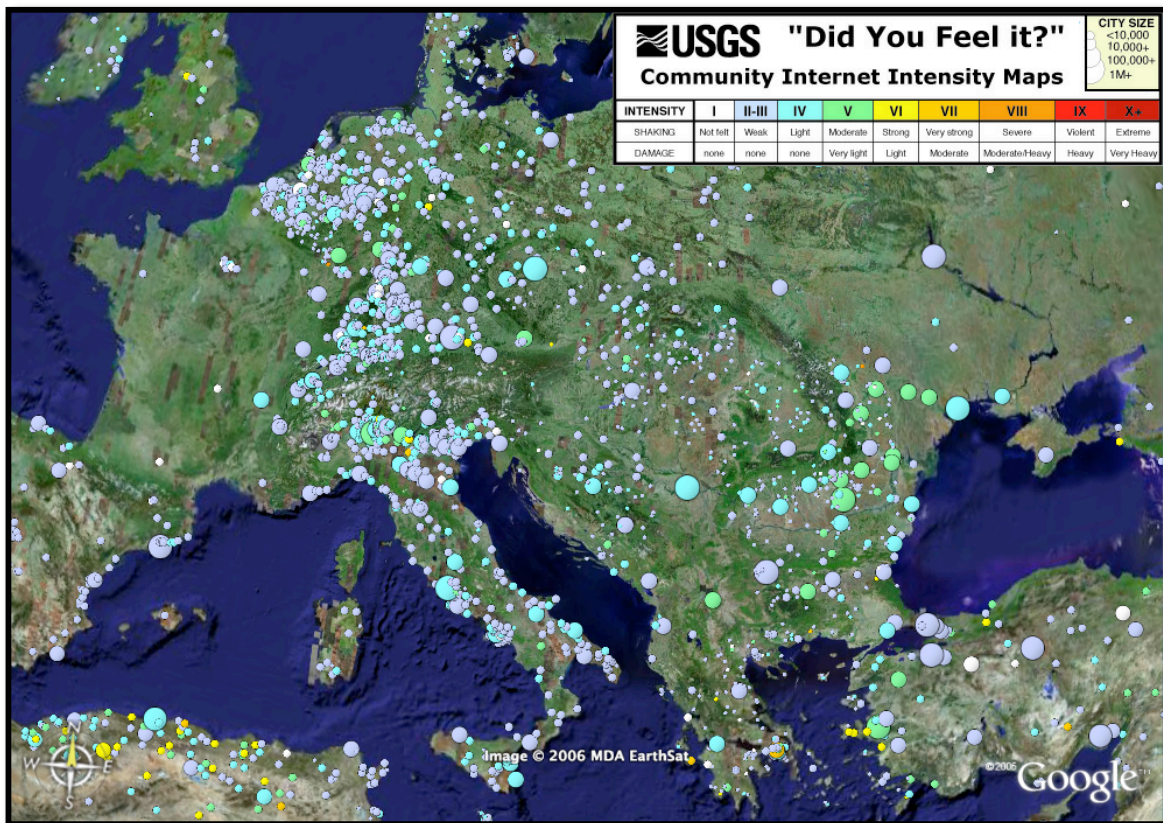 USGS "Did You Feel it?"
Community Internet Intensity Maps
CITY SIZE
<10,000
10,000+
100,000+
1M+
INTENSITY I II-III IV V VI VII VIII IX X+
SHAKING Not felt Weak Light Moderate Strong Very strong Severe Violent Extreme
DAMAGE none none none Very light Light Moderate Moderate/Heavy Heavy Very Heavy
N
W E
S
Image © 2006 MDA EarthSat
©2006 Google™